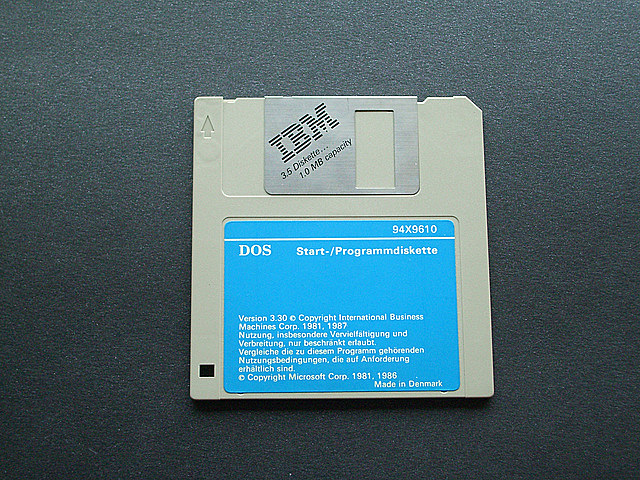 IBM
3.5 Diskette...
1.0 MB capacity
94X9610
DOS Start-/Programmdiskette
Version 3.30 © Copyright International Business
Machines Corp. 1981, 1987
Nutzung, insbesondere Vervielfältigung und
Verbreitung, nur beschränkt erlaubt.
Vergleiche die zu diesem Programm gehörenden
Nutzungsbedingungen, die auf Anforderung
erhältlich sind.
© Copyright Microsoft Corp. 1981, 1986
Made in Denmark